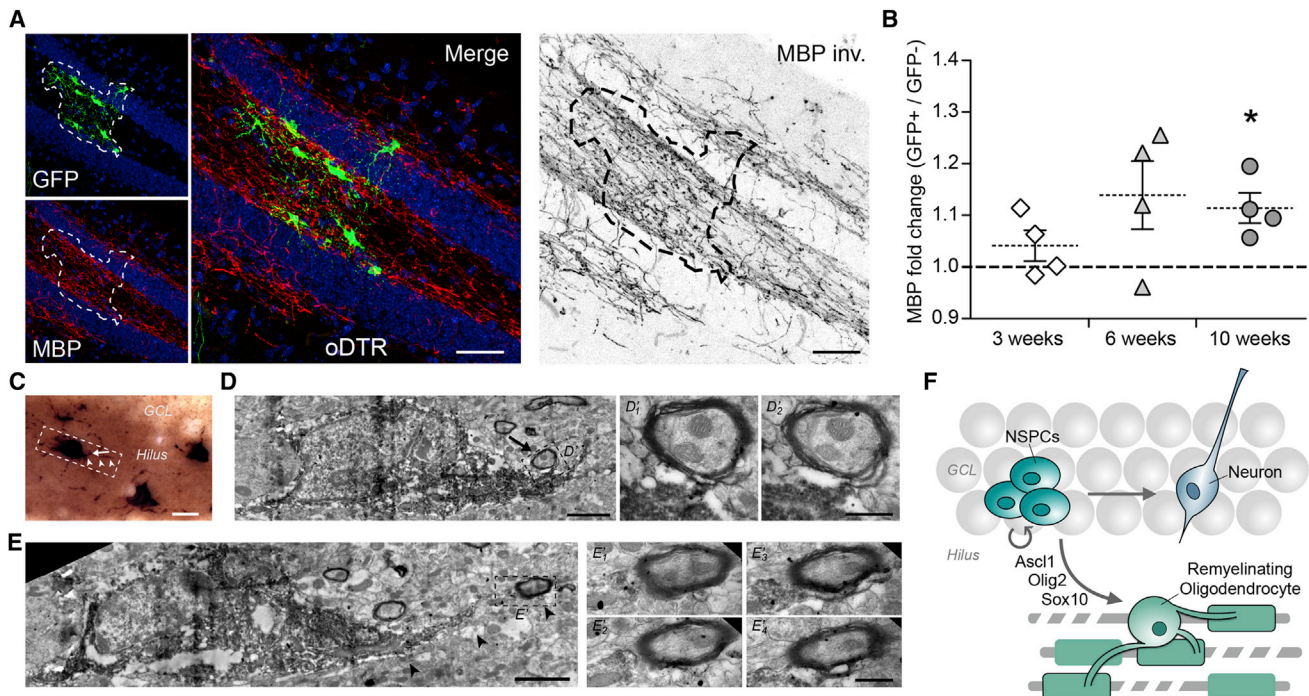 A
GFP
MBP
Merge
oDTR
MBP inv.
B
MBP fold change (GFP+ / GFP-)
1.4
1.3
1.2
1.1
1.0
0.9
*
3 weeks
6 weeks
10 weeks
C
GCL
Hilus
D
D'
D'1
D'2
E
E'
E'1
E'2
E'3
E'4
F
NSPCs
GCL
Neuron
Hilus
Ascl1
Olig2
Sox10
Remyelinating
Oligodendrocyte